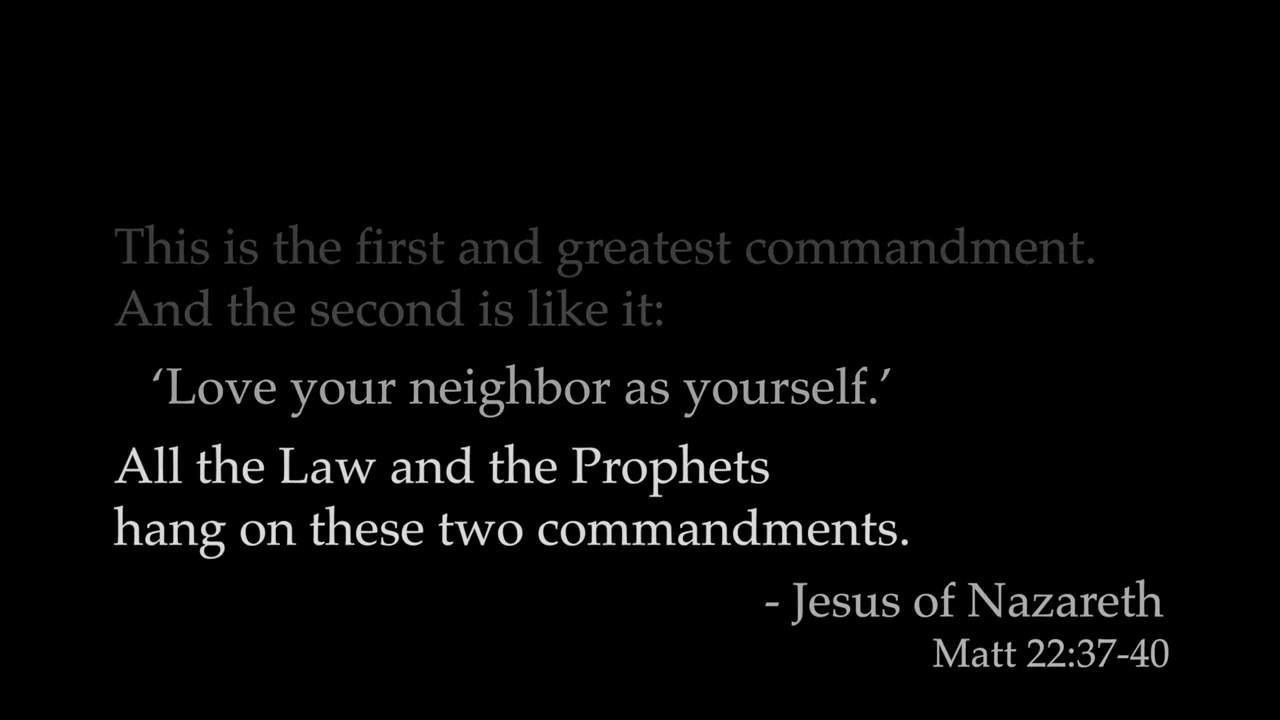 This is the first and greatest commandment.
And the second is like it:
‘Love your neighbor as yourself.’
All the Law and the Prophets
hang on these two commandments.
- Jesus of Nazareth
Matt 22:37-40